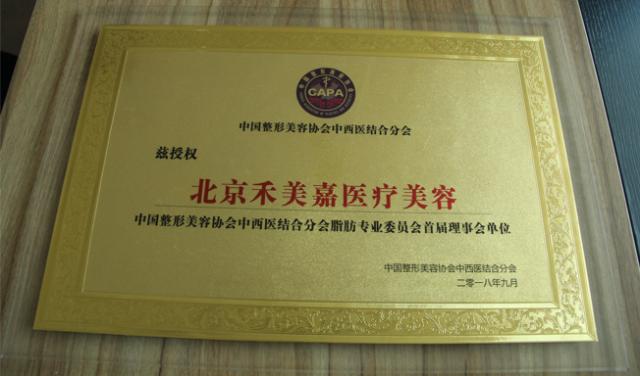 CAPA
中国整形美容协会中西医结合分会
兹授权
北京禾美嘉医疗美容
中国整形美容协会中西医结合分会脂肪专业委员会首届理事会单位
中国整形美容协会中西医结合分会
二零一八年九月